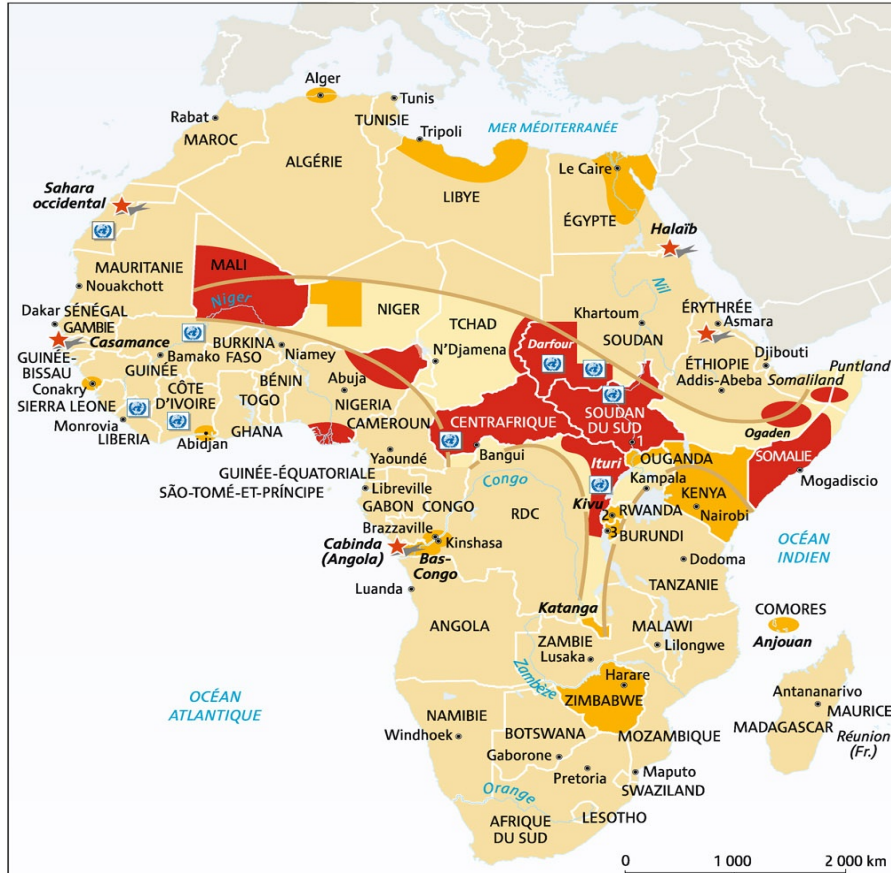 Alger
Tunis
Rabat
TUNISIE
MAROC
Tripoli
MER MÉDITERRANÉE
ALGÉRIE
Le Caire
Sahara
occidental
LIBYE
ÉGYPTE
Halaïb
MALI
MAURITANIE
Nouakchott
Niger
Nil
NIGER
TCHAD
Khartoum
ÉRYTHRÉE
Asmara
Dakar
SÉNÉGAL
GAMBIE
Casamance
BURKINA
FASO
SOUDAN
Darfour
GUINÉE-
BISSAU
Bamako
Niamey
N'Djamena
Djibouti
GUINÉE
ÉTHIOPIE
Puntland
Conakry
CÔTE
D'IVOIRE
BÉNIN
Abuja
Addis-Abeba
Somaliland
SIERRA LEONE
TOGO
NIGERIA
CENTRAFRIQUE
SOUDAN
DU SUD
Monrovia
LIBERIA
GHANA
CAMEROUN
Ogaden
Abidjan
1
Yaoundé
Bangui
Ituri
OUGANDA
SOMALIE
GUINÉE-ÉQUATORIALE
Kampala
Mogadiscio
SÃO-TOMÉ-ET-PRÍNCIPE
Libreville
Congo
KENYA
GABON
CONGO
Kivu
2
RWANDA
Nairobi
RDC
Brazzaville
3
BURUNDI
OCÉAN
INDIEN
Cabinda
(Angola)
Kinshasa
Bas-
Congo
Dodoma
Luanda
TANZANIE
Katanga
COMORES
ANGOLA
MALAWI
Anjouan
ZAMBIE
Lusaka
Lilongwe
Zambèze
Harare
OCÉAN
ATLANTIQUE
ZIMBABWE
Antananarivo
MAURICE
NAMIBIE
MADAGASCAR
Windhoek
BOTSWANA
MOZAMBIQUE
Réunion
(Fr.)
Gaborone
Pretoria
Maputo
SWAZILAND
Orange
LESOTHO
AFRIQUE
DU SUD
0 1 000 2 000 km